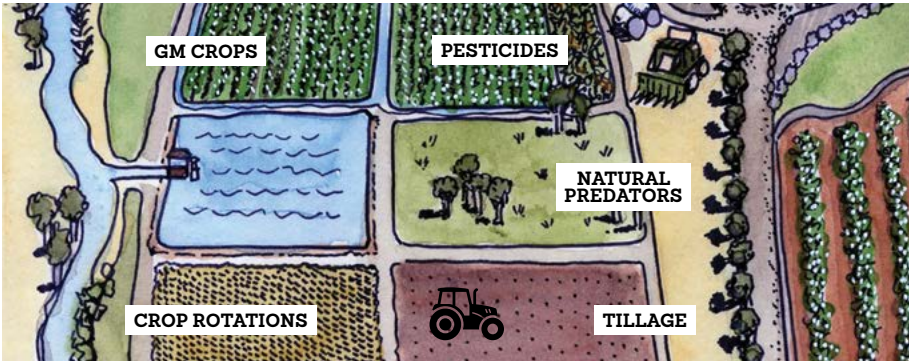 GM CROPS
PESTICIDES
NATURAL
PREDATORS
CROP ROTATIONS
TILLAGE